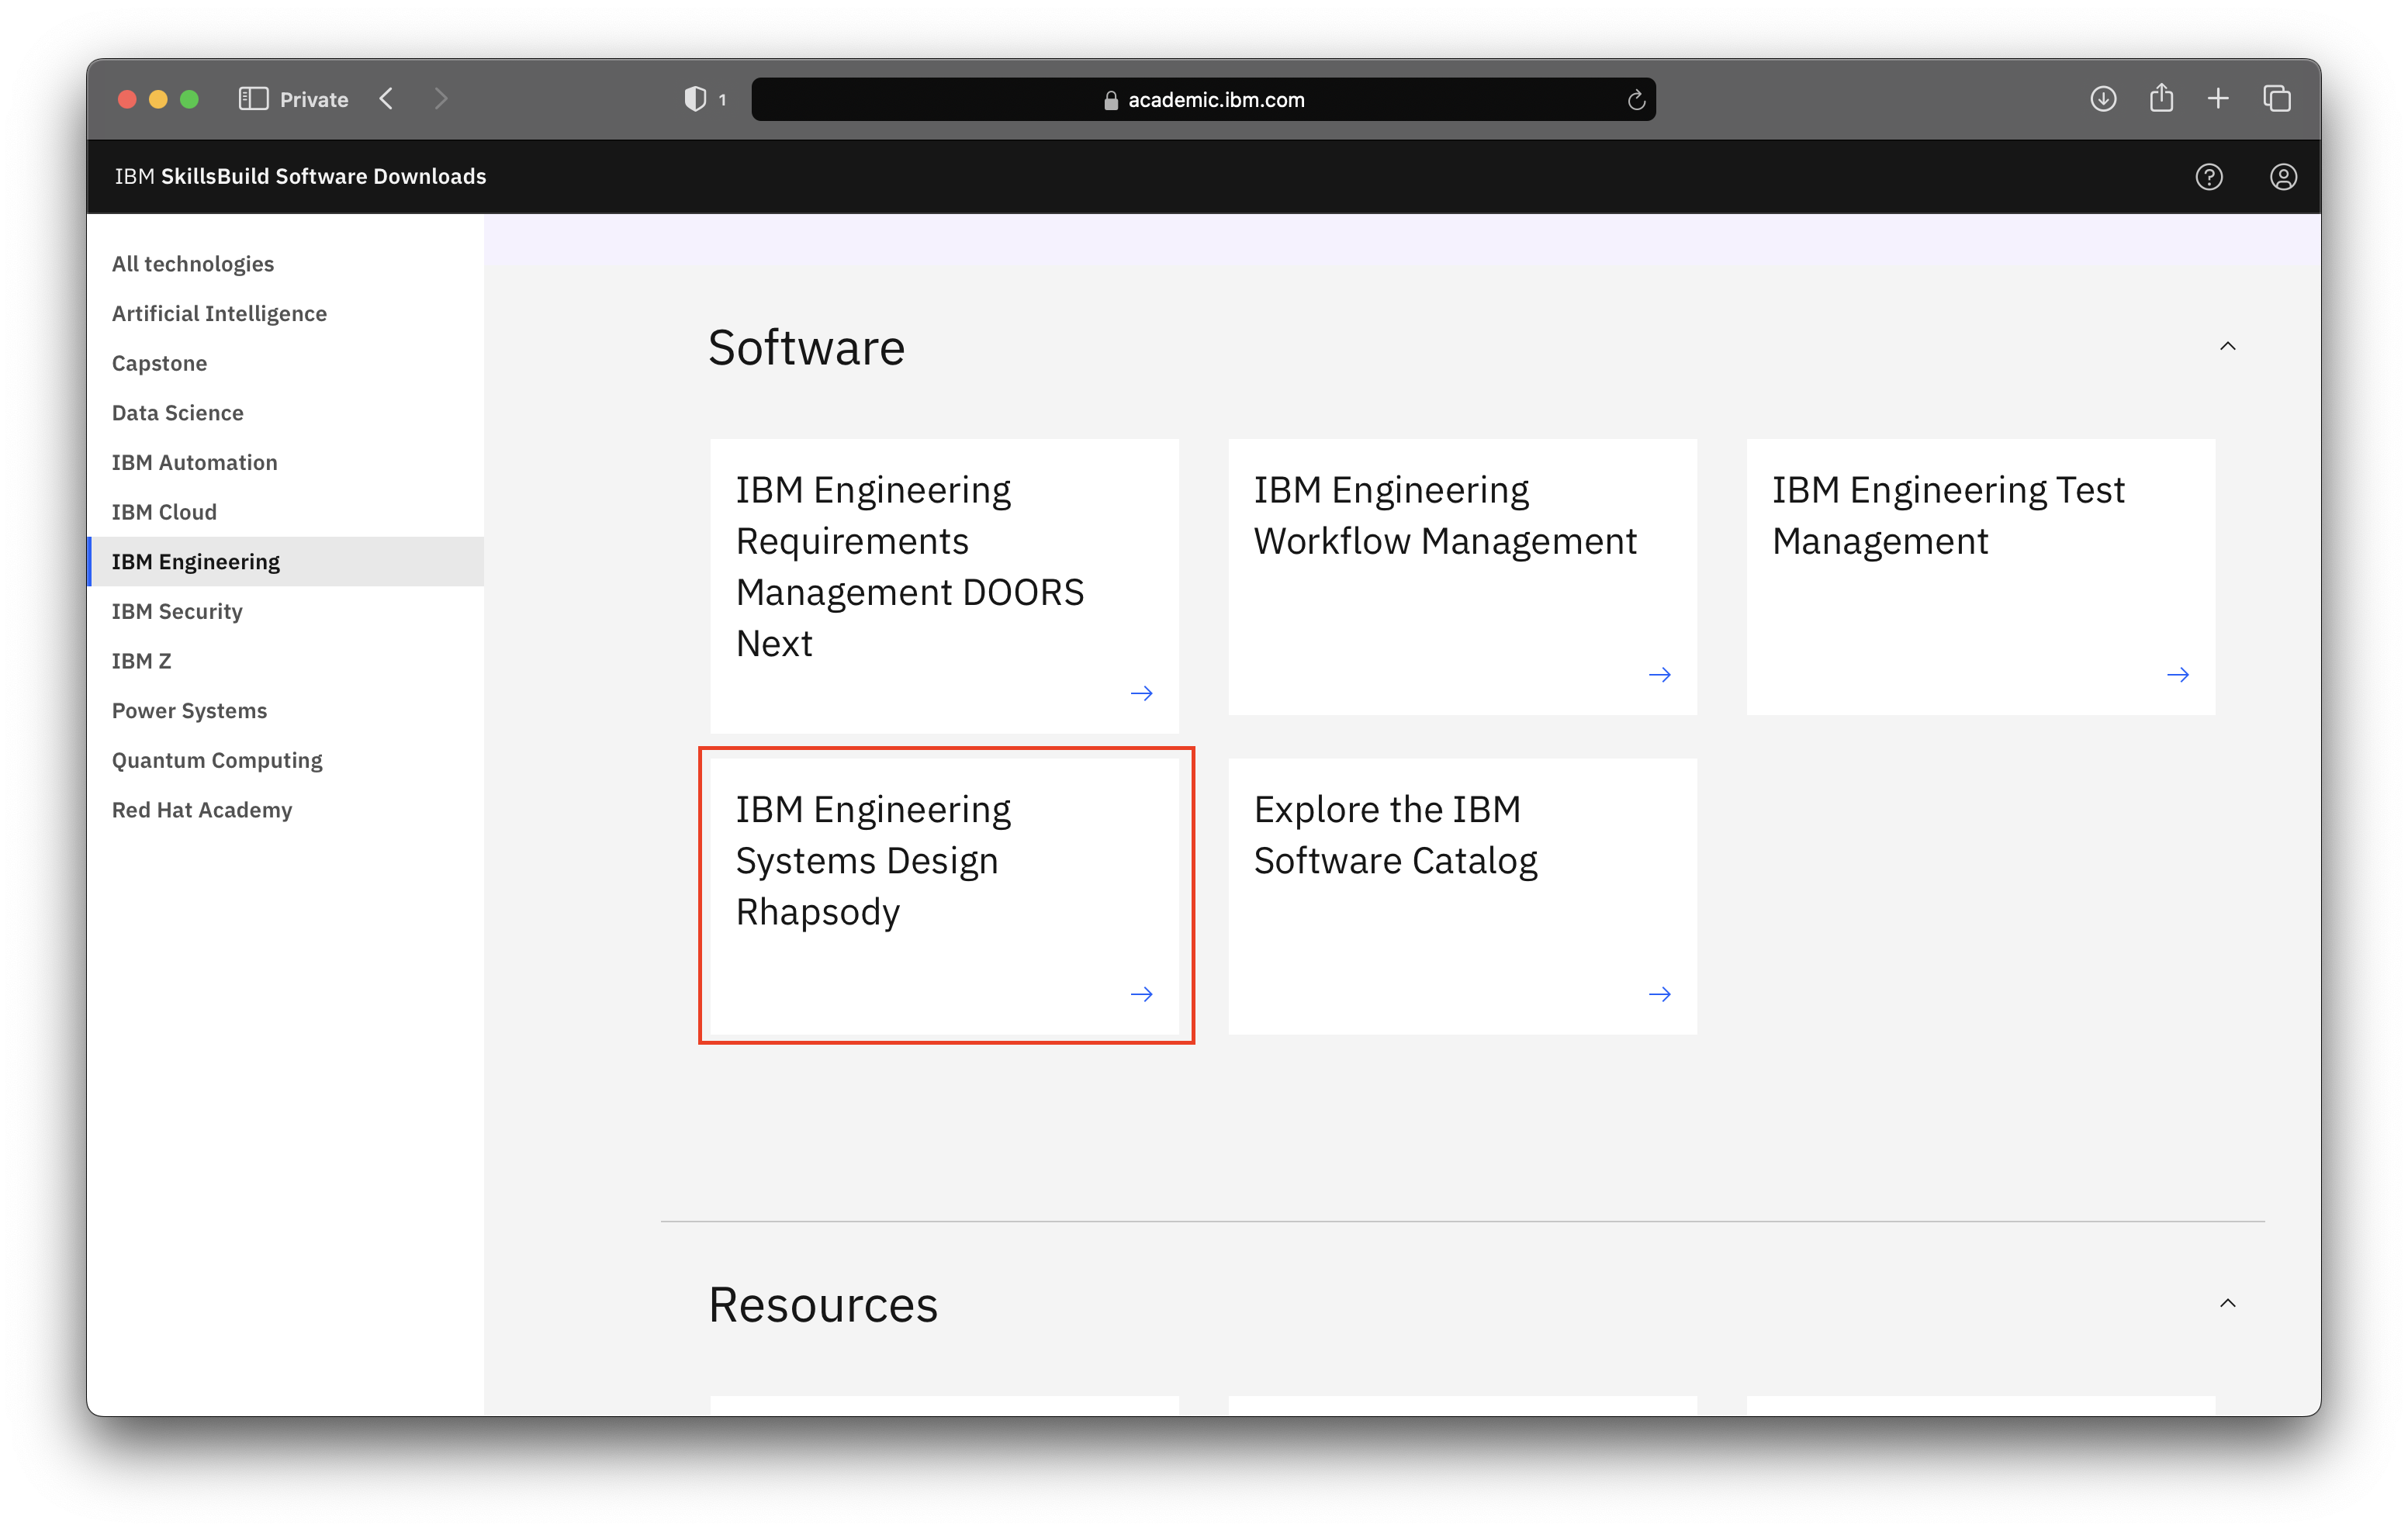 Private
1
academic.ibm.com
IBM SkillsBuild Software Downloads
All technologies
Artificial Intelligence
Capstone
Data Science
IBM Automation
IBM Cloud
IBM Engineering
IBM Security
IBM Z
Power Systems
Quantum Computing
Red Hat Academy
Software
IBM Engineering
Requirements
Management DOORS
Next
IBM Engineering
Workflow Management
IBM Engineering Test
Management
IBM Engineering
Systems Design
Rhapsody
Explore the IBM
Software Catalog
Resources